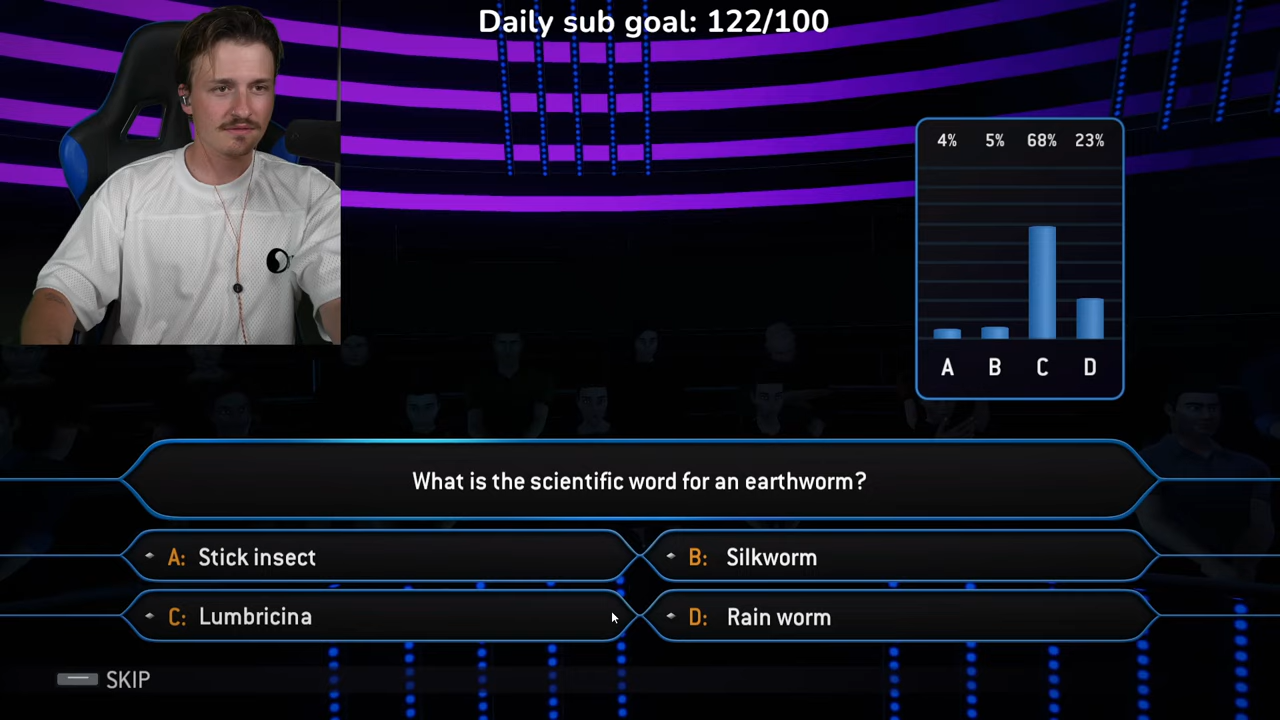 Daily sub goal: 122/100
4% 5% 68% 23%
A B C D
What is the scientific word for an earthworm?
A: Stick insect
B: Silkworm
C: Lumbricina
D: Rain worm
SKIP